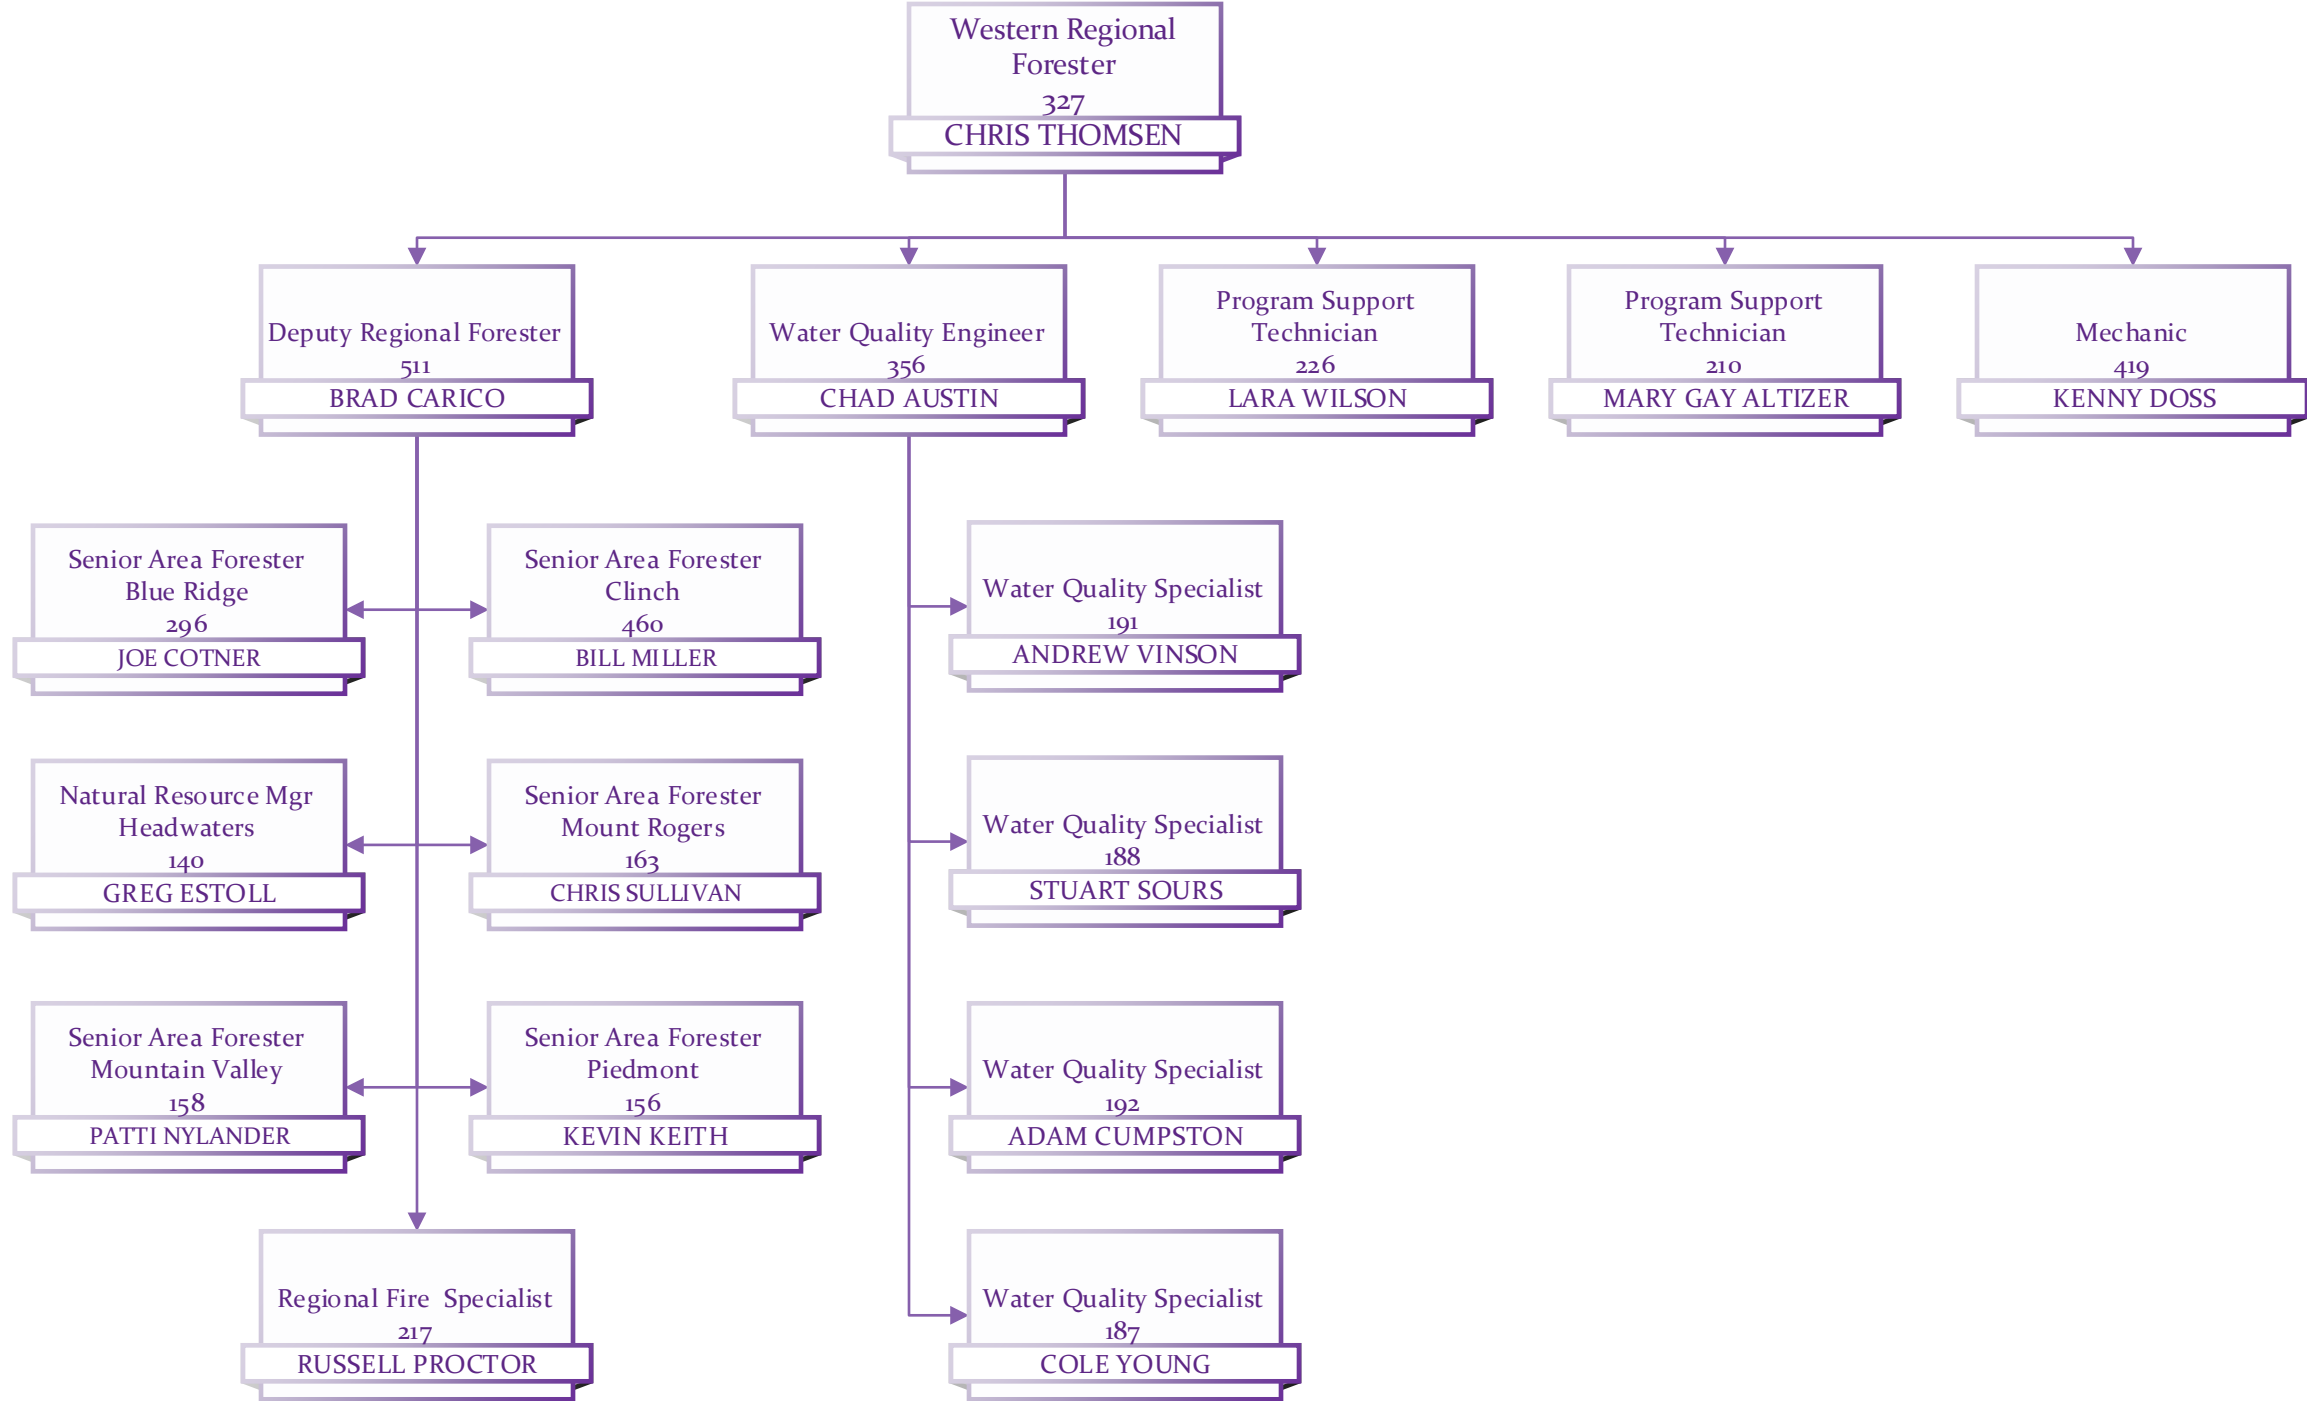 Western Regional
Forester
327
CHRIS THOMSEN
Deputy Regional Forester
511
BRAD CARICO
Water Quality Engineer
356
CHAD AUSTIN
Program Support
Technician
226
LARA WILSON
Program Support
Technician
210
MARY GAY ALTIZER
Mechanic
419
KENNY DOSS
Senior Area Forester
Blue Ridge
296
JOE COTNER
Senior Area Forester
Clinch
460
BILL MILLER
Water Quality Specialist
191
ANDREW VINSON
Natural Resource Mgr
Headwaters
140
GREG ESTOLL
Senior Area Forester
Mount Rogers
163
CHRIS SULLIVAN
Water Quality Specialist
188
STUART SOURS
Senior Area Forester
Mountain Valley
158
PATTI NYLANDER
Senior Area Forester
Piedmont
156
KEVIN KEITH
Water Quality Specialist
192
ADAM CUMPSTON
Regional Fire Specialist
217
RUSSELL PROCTOR
Water Quality Specialist
187
COLE YOUNG